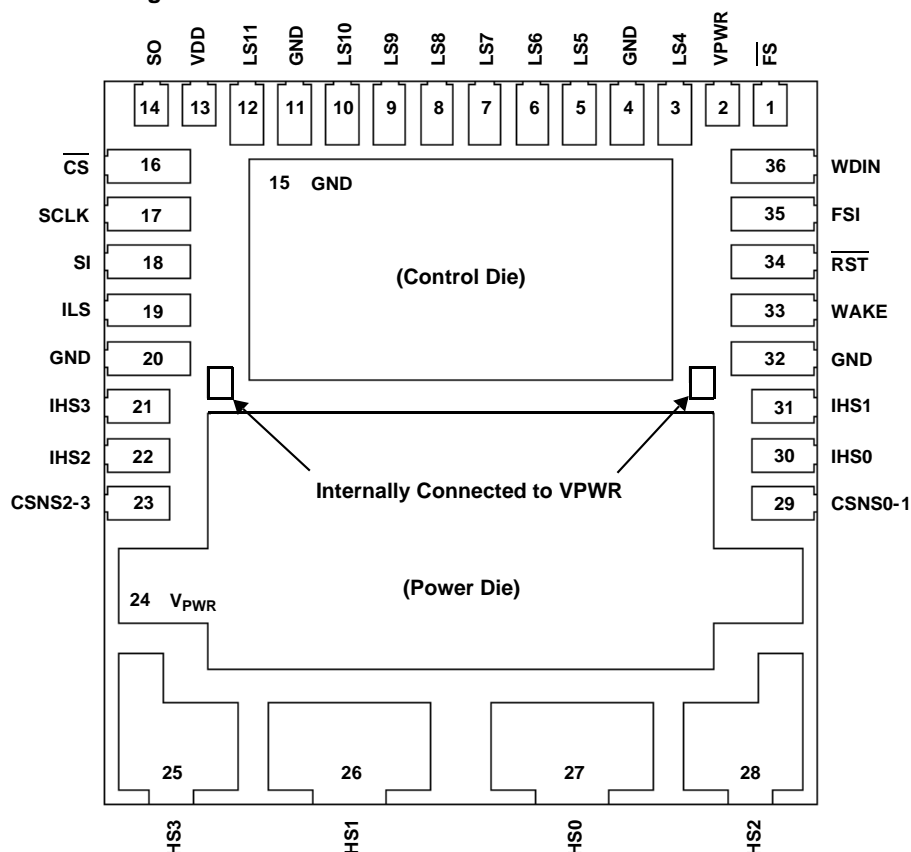 SO
VDD
LS11
GND
LS10
LS9
LS8
LS7
LS6
LS5
GND
LS4
VPWR
FS
14
13
12
11
10
9
8
7
6
5
4
3
2
1
CS
16
15 GND
36
WDIN
SCLK
17
35
FSI
SI
18
(Control Die)
34
RST
ILS
19
33
WAKE
GND
20
32
GND
IHS3
21
31
IHS1
IHS2
22
30
IHS0
Internally Connected to VPWR
CSNS2-3
23
29
CSNS0-1
(Power Die)
24 VPWR
25
26
27
28
HS3
HS1
HS0
HS2